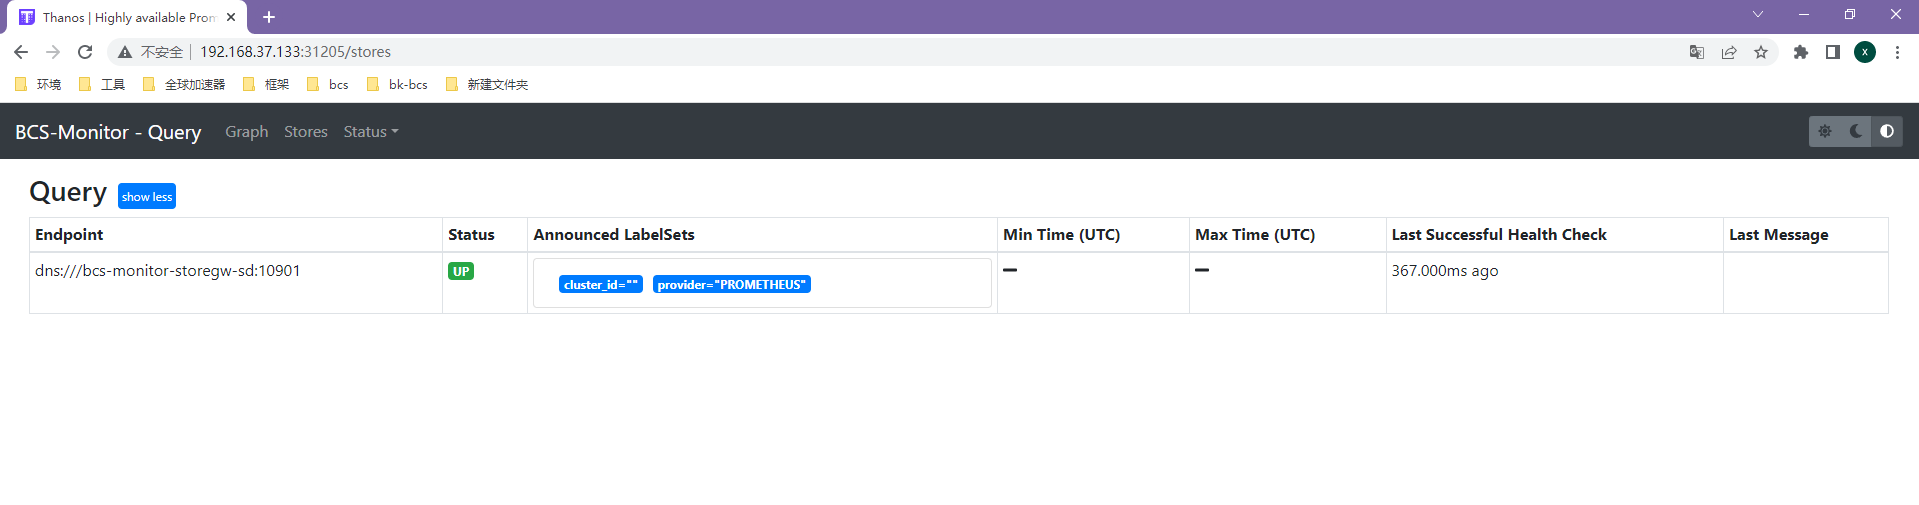 Thanos | Highly available Prom
不安全 | 192.168.37.133:31205/stores
环境 工具 全球加速器 框架 bcs bk-bcs 新建文件夹
X
BCS-Monitor - Query Graph Stores Status
Query show less
Endpoint Status Announced LabelSets Min Time (UTC) Max Time (UTC) Last Successful Health Check Last Message
dns:///bcs-monitor-storegw-sd:10901 UP cluster_id="" provider="PROMETHEUS" — — 367.000ms ago